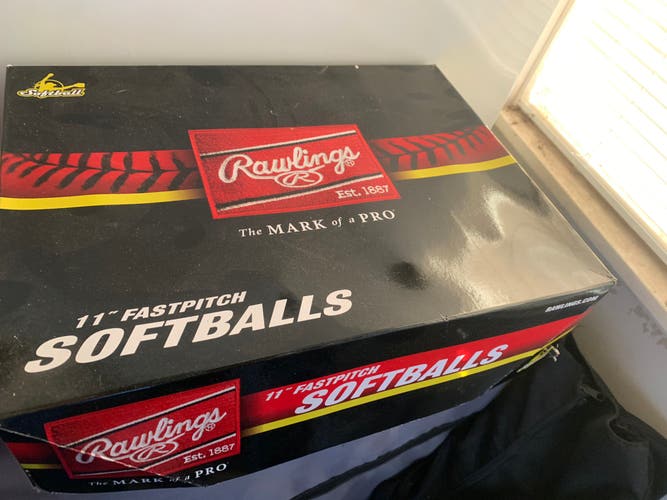 Softball
Rawlings®
R
Est. 1887
The MARK of a PRO
11" FASTPITCH
SOFTBALLS
RAWLINGS.COM
11" FASTPITCH
SOFTBALLS
Rawlings®
R
Est. 1887
The MARK of a PRO